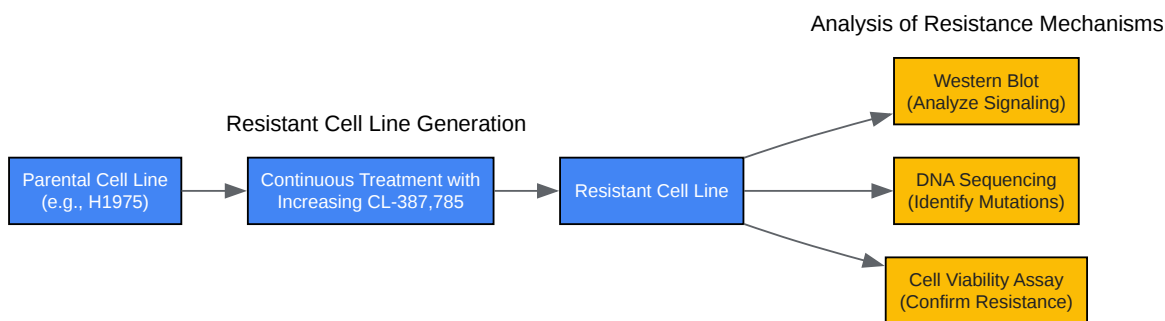 Analysis of Resistance Mechanisms
Western Blot
(Analyze Signaling)
Resistant Cell Line Generation
Parental Cell Line
(e.g., H1975)
Continuous Treatment with
Increasing CL-387,785
Resistant Cell Line
DNA Sequencing
(Identify Mutations)
Cell Viability Assay
(Confirm Resistance)